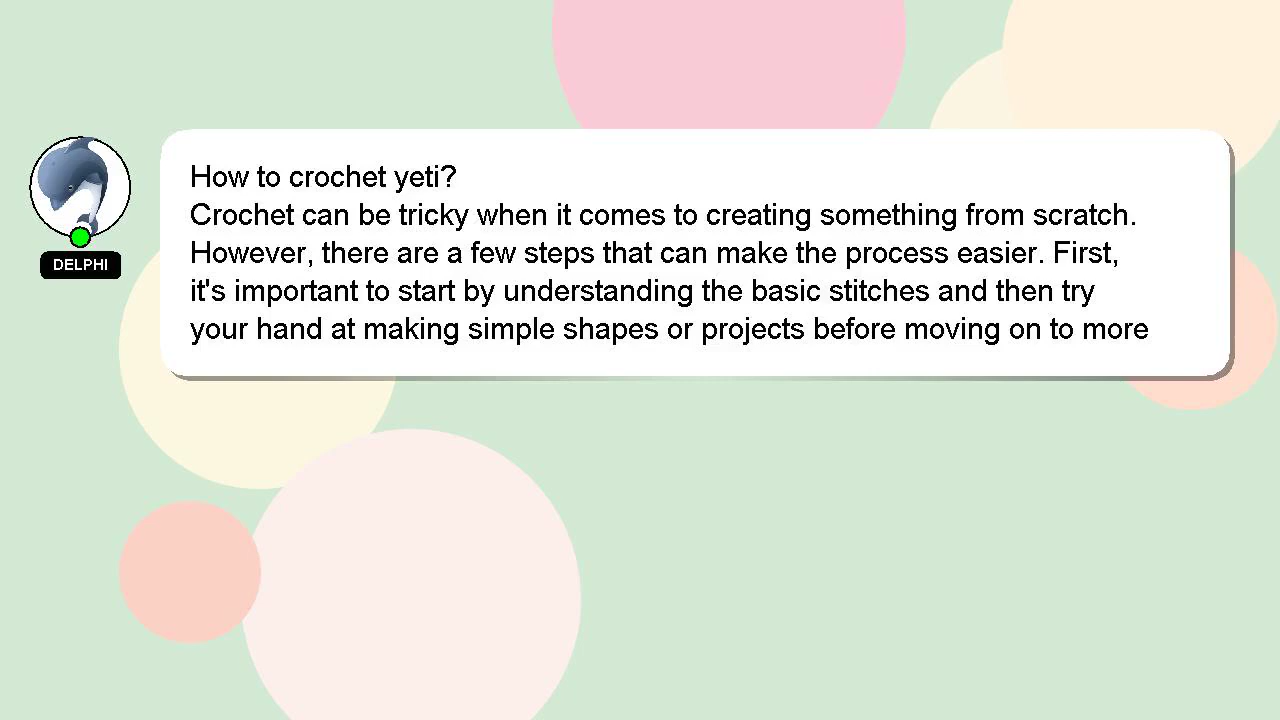 How to crochet yeti?
Crochet can be tricky when it comes to creating something from scratch.
However, there are a few steps that can make the process easier. First,
it's important to start by understanding the basic stitches and then try
your hand at making simple shapes or projects before moving on to more
DELPHI